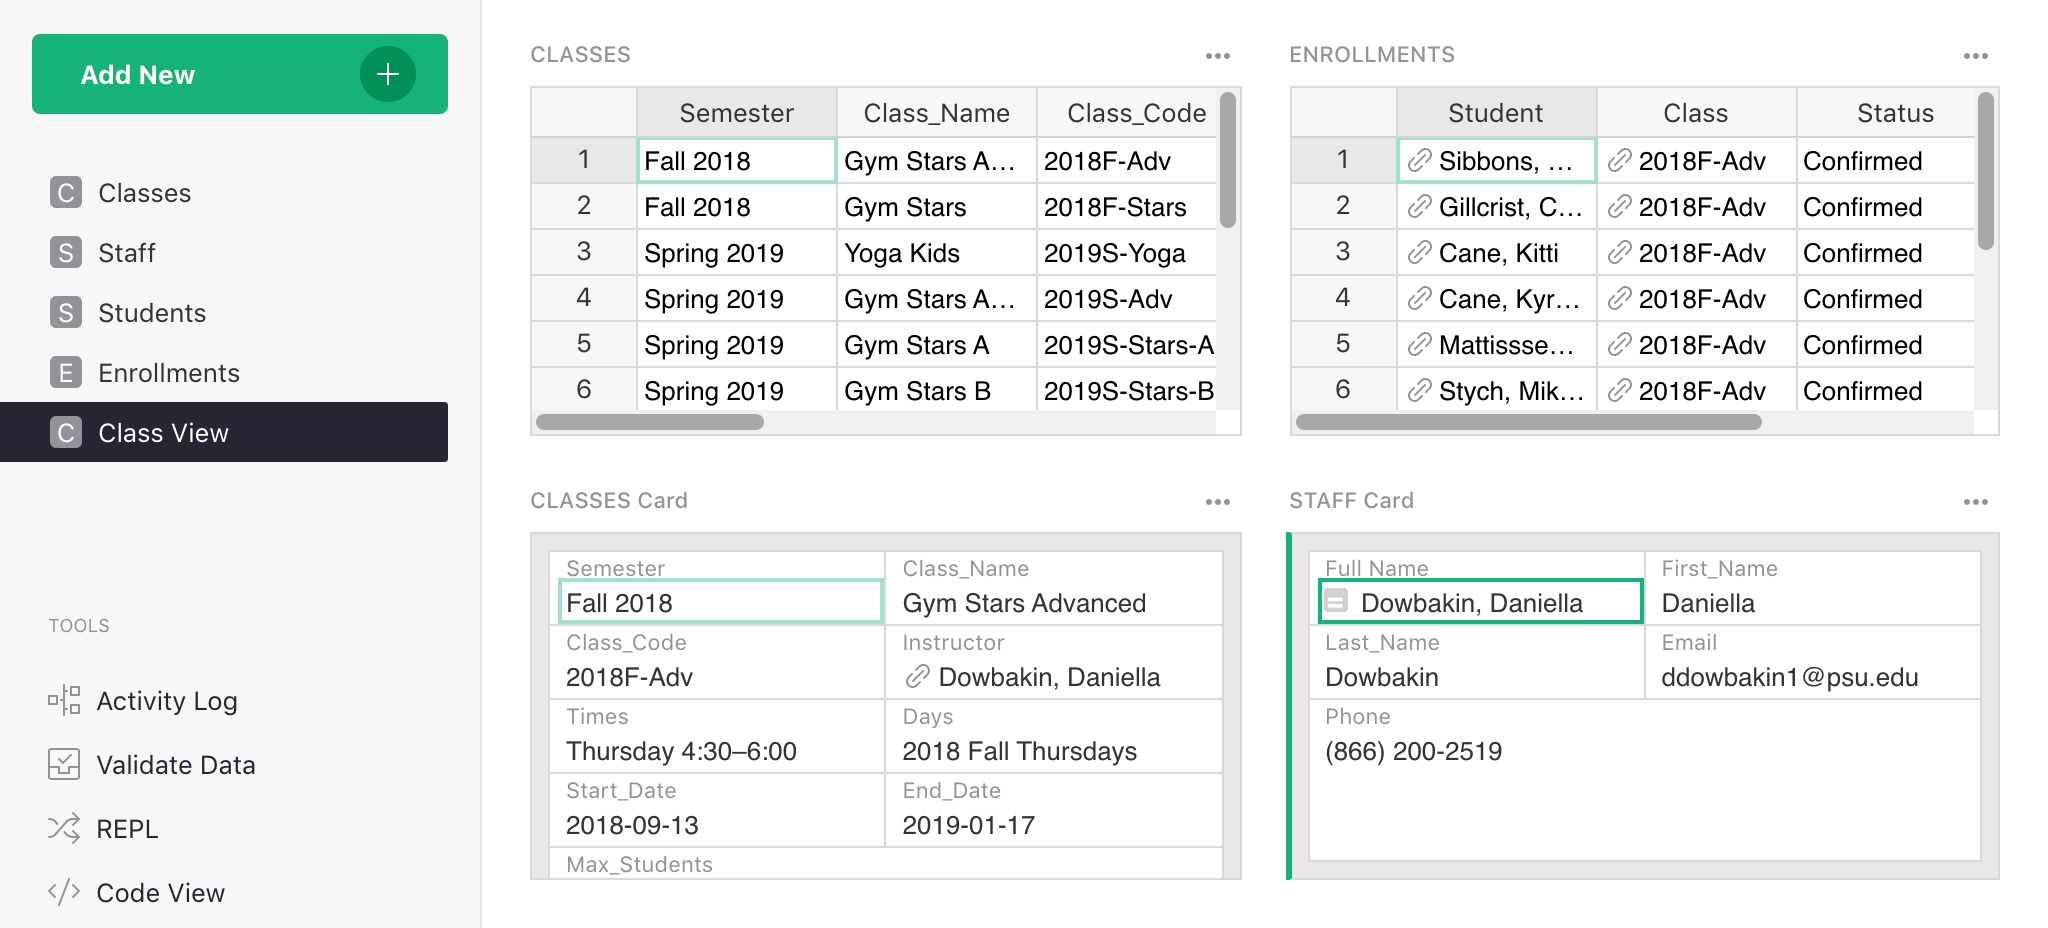 Add New
C Classes
S Staff
S Students
E Enrollments
C Class View
TOOLS
Activity Log
Validate Data
REPL
Code View
CLASSES
Semester Class_Name Class_Code
1 Fall 2018 Gym Stars A… 2018F-Adv
2 Fall 2018 Gym Stars 2018F-Stars
3 Spring 2019 Yoga Kids 2019S-Yoga
4 Spring 2019 Gym Stars A… 2019S-Adv
5 Spring 2019 Gym Stars A 2019S-Stars-A
6 Spring 2019 Gym Stars B 2019S-Stars-B
ENROLLMENTS
Student Class Status
1 Sibbons, … 2018F-Adv Confirmed
2 Gillcrist, C… 2018F-Adv Confirmed
3 Cane, Kitti 2018F-Adv Confirmed
4 Cane, Kyr… 2018F-Adv Confirmed
5 Mattissse… 2018F-Adv Confirmed
6 Stych, Mik… 2018F-Adv Confirmed
CLASSES Card
Semester Class_Name
Fall 2018 Gym Stars Advanced
Class_Code Instructor
2018F-Adv Dowbakin, Daniella
Times Days
Thursday 4:30–6:00 2018 Fall Thursdays
Start_Date End_Date
2018-09-13 2019-01-17
Max_Students
STAFF Card
Full Name First_Name
Dowbakin, Daniella Daniella
Last_Name Email
Dowbakin ddowbakin1@psu.edu
Phone
(866) 200-2519